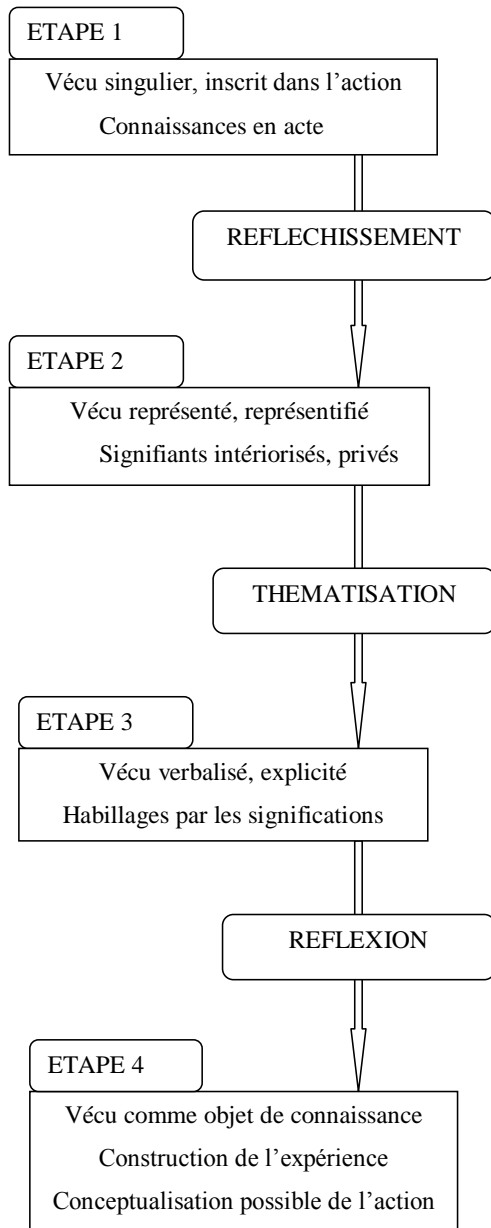 ETAPE 1
Vécu singulier, inscrit dans l’action
Connaissances en acte
REFLECHISSEMENT
ETAPE 2
Vécu représenté, représentifié
Signifiants intériorisés, privés
THEMATISATION
ETAPE 3
Vécu verbalisé, explicité
Habillages par les significations
REFLEXION
ETAPE 4
Vécu comme objet de connaissance
Construction de l’expérience
Conceptualisation possible de l’action